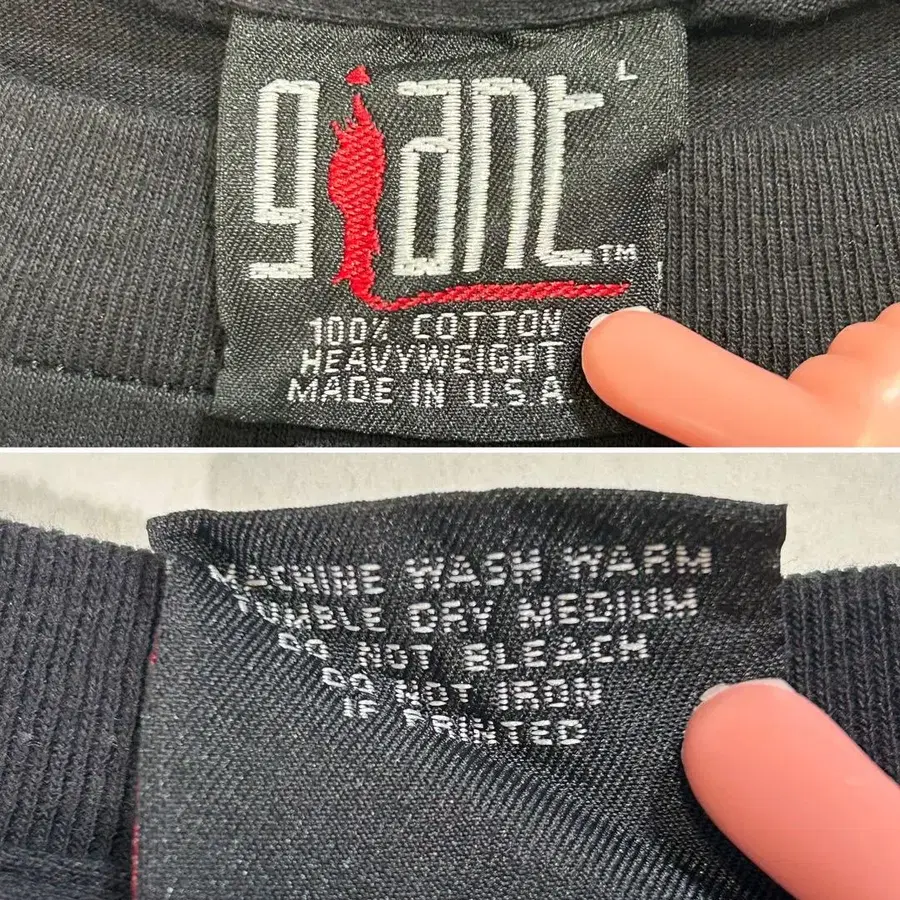 giant L
TM
100% COTTON
HEAVYWEIGHT
MADE IN U.S.A.
MACHINE WASH WARM
TUMBLE DRY MEDIUM
DO NOT BLEACH
DO NOT IRON
IF PRINTED